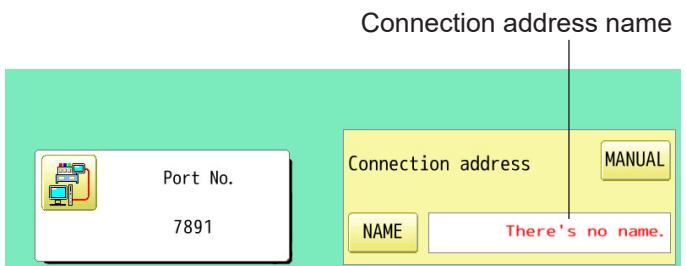 Connection address name
Port No.
7891
Connection address
MANUAL
NAME
There's no name.